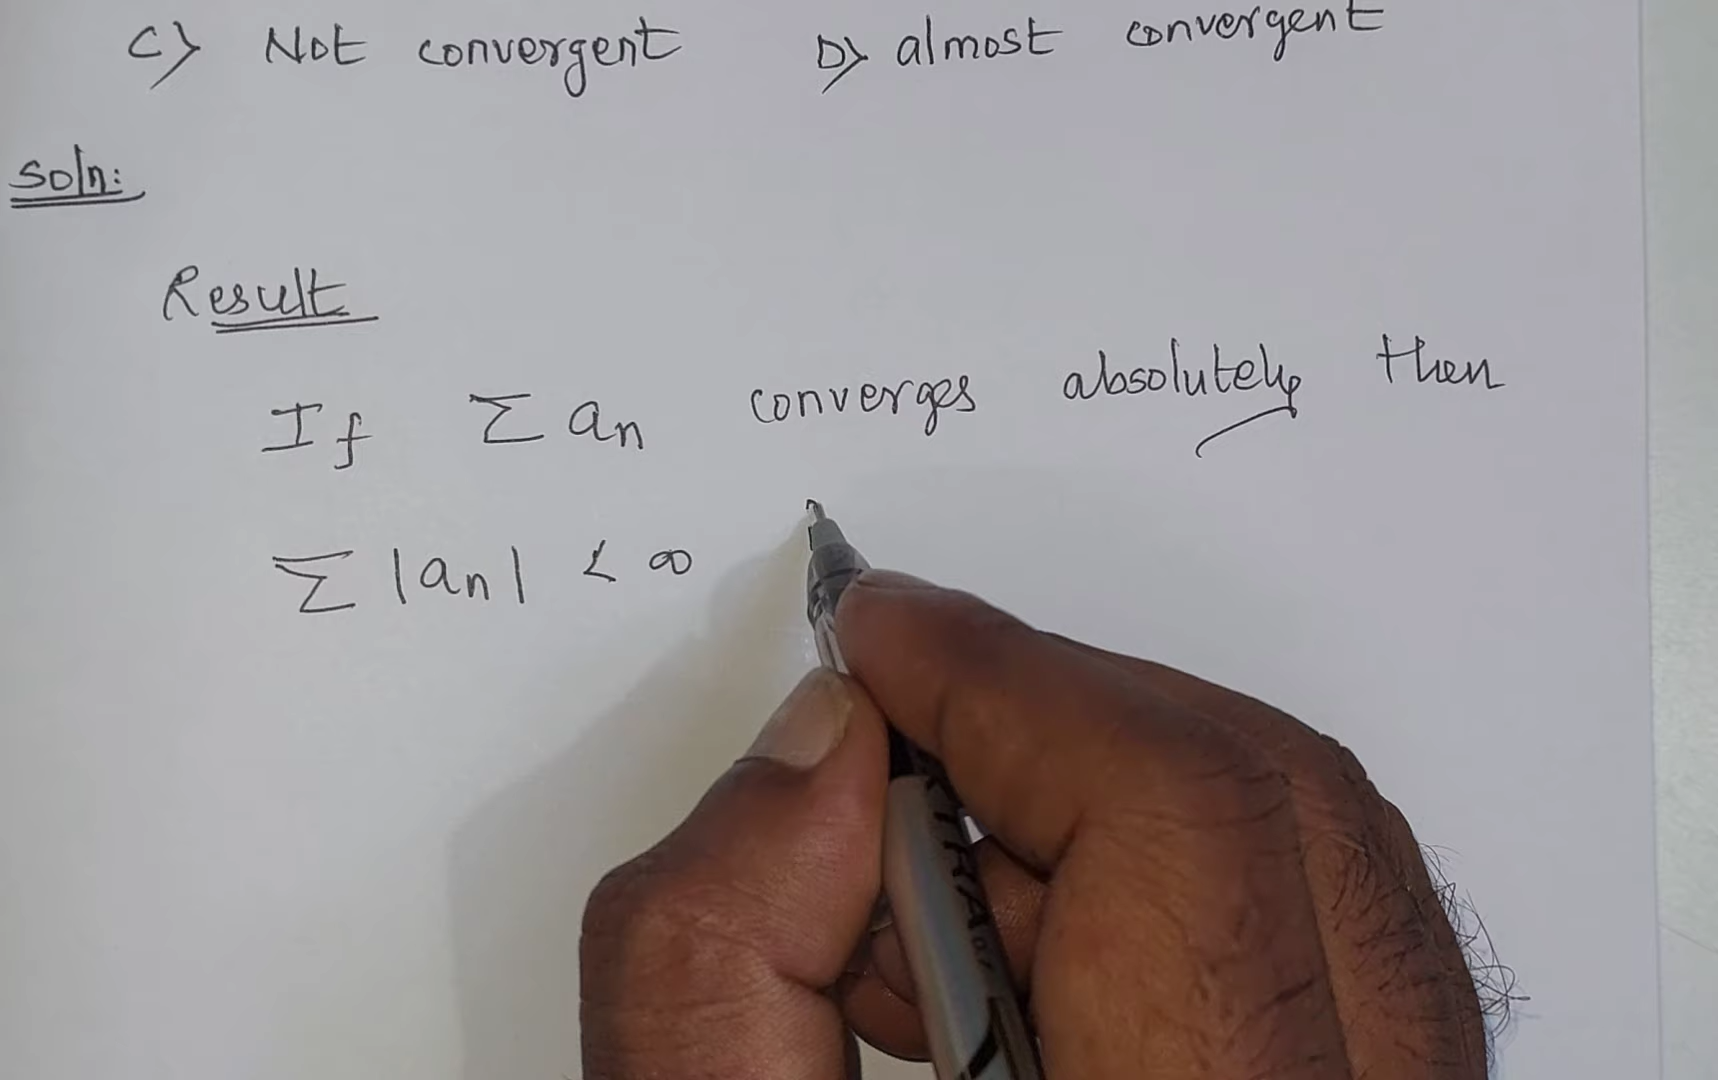 C) Not convergent D) almost convergent
Soln:
Result
If Σ an converges absolutely then
Σ |an| < ∞